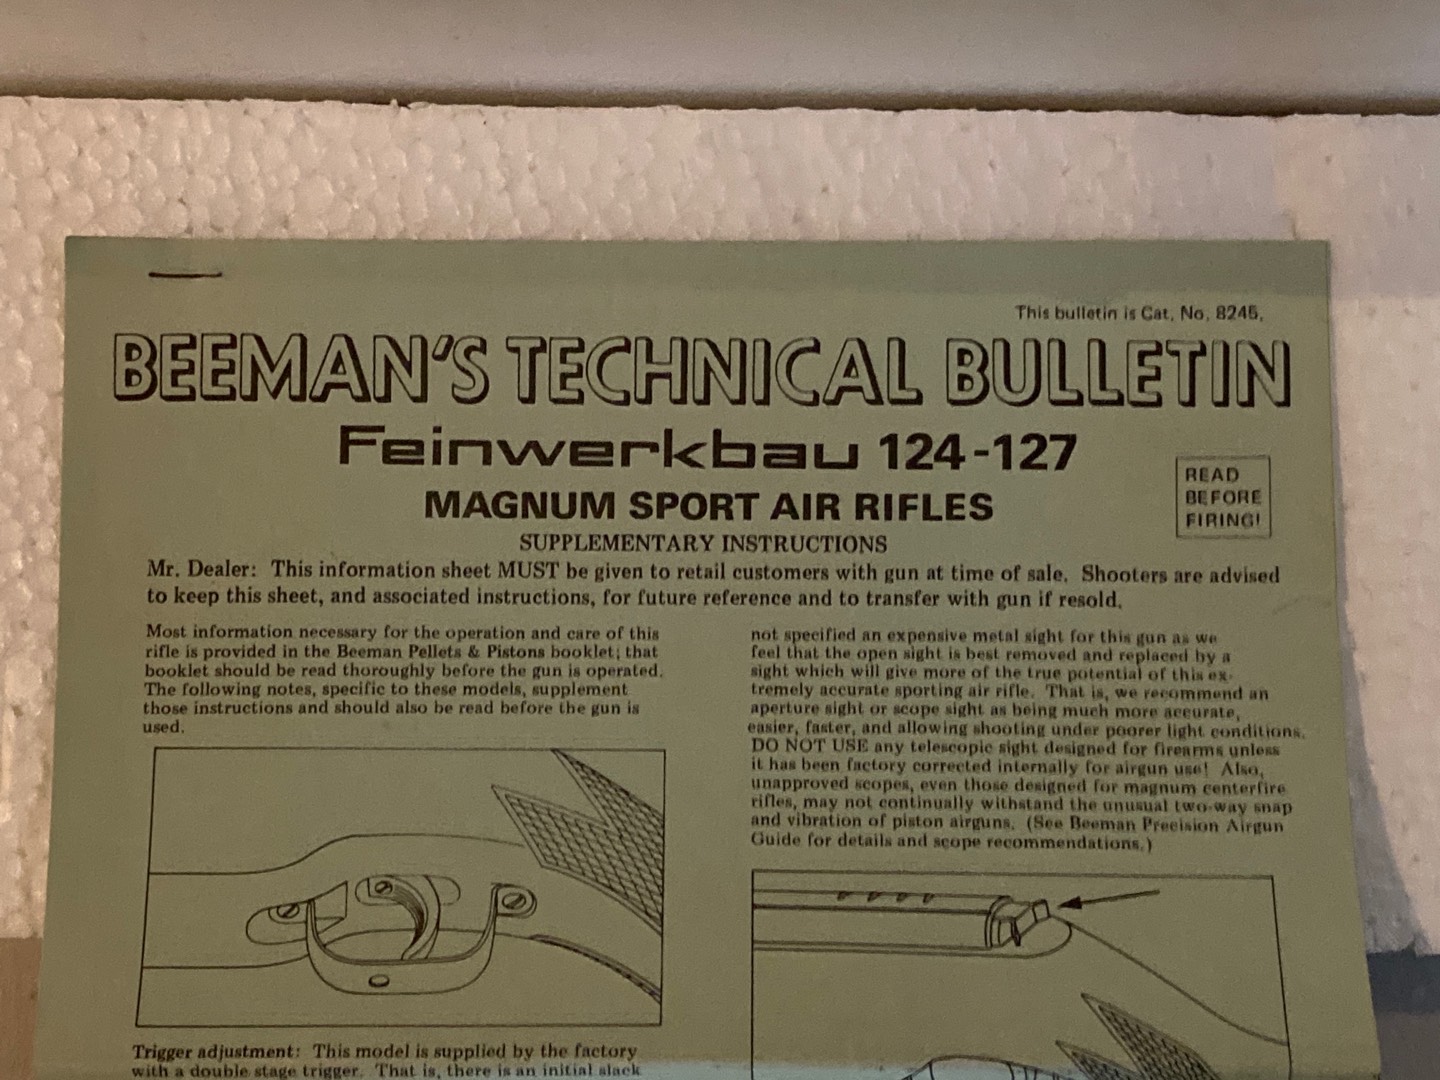 This bulletin is Cat. No. 8245.
BEEMAN'S TECHNICAL BULLETIN
Feinwerkbau 124-127
MAGNUM SPORT AIR RIFLES
READ
BEFORE
FIRING!
SUPPLEMENTARY INSTRUCTIONS
Mr. Dealer: This information sheet MUST be given to retail customers with gun at time of sale. Shooters are advised
to keep this sheet, and associated instructions, for future reference and to transfer with gun if resold.
Most information necessary for the operation and care of this
rifle is provided in the Beeman Pellets & Pistons booklet; that
booklet should be read thoroughly before the gun is operated.
The following notes, specific to these models, supplement
those instructions and should also be read before the gun is
used.
Trigger adjustment: This model is supplied by the factory
with a double stage trigger. That is, there is an initial slack
not specified an expensive metal sight for this gun as we
feel that the open sight is best removed and replaced by a
sight which will give more of the true potential of this ex-
tremely accurate sporting air rifle. That is, we recommend an
aperture sight or scope sight as being much more accurate,
easier, faster, and allowing shooting under poorer light conditions.
DO NOT USE any telescopic sight designed for firearms unless
it has been factory corrected internally for airgun use! Also,
unapproved scopes, even those designed for magnum centerfire
rifles, may not continually withstand the unusual two-way snap
and vibration of piston airguns. (See Beeman Precision Airgun
Guide for details and scope recommendations.)